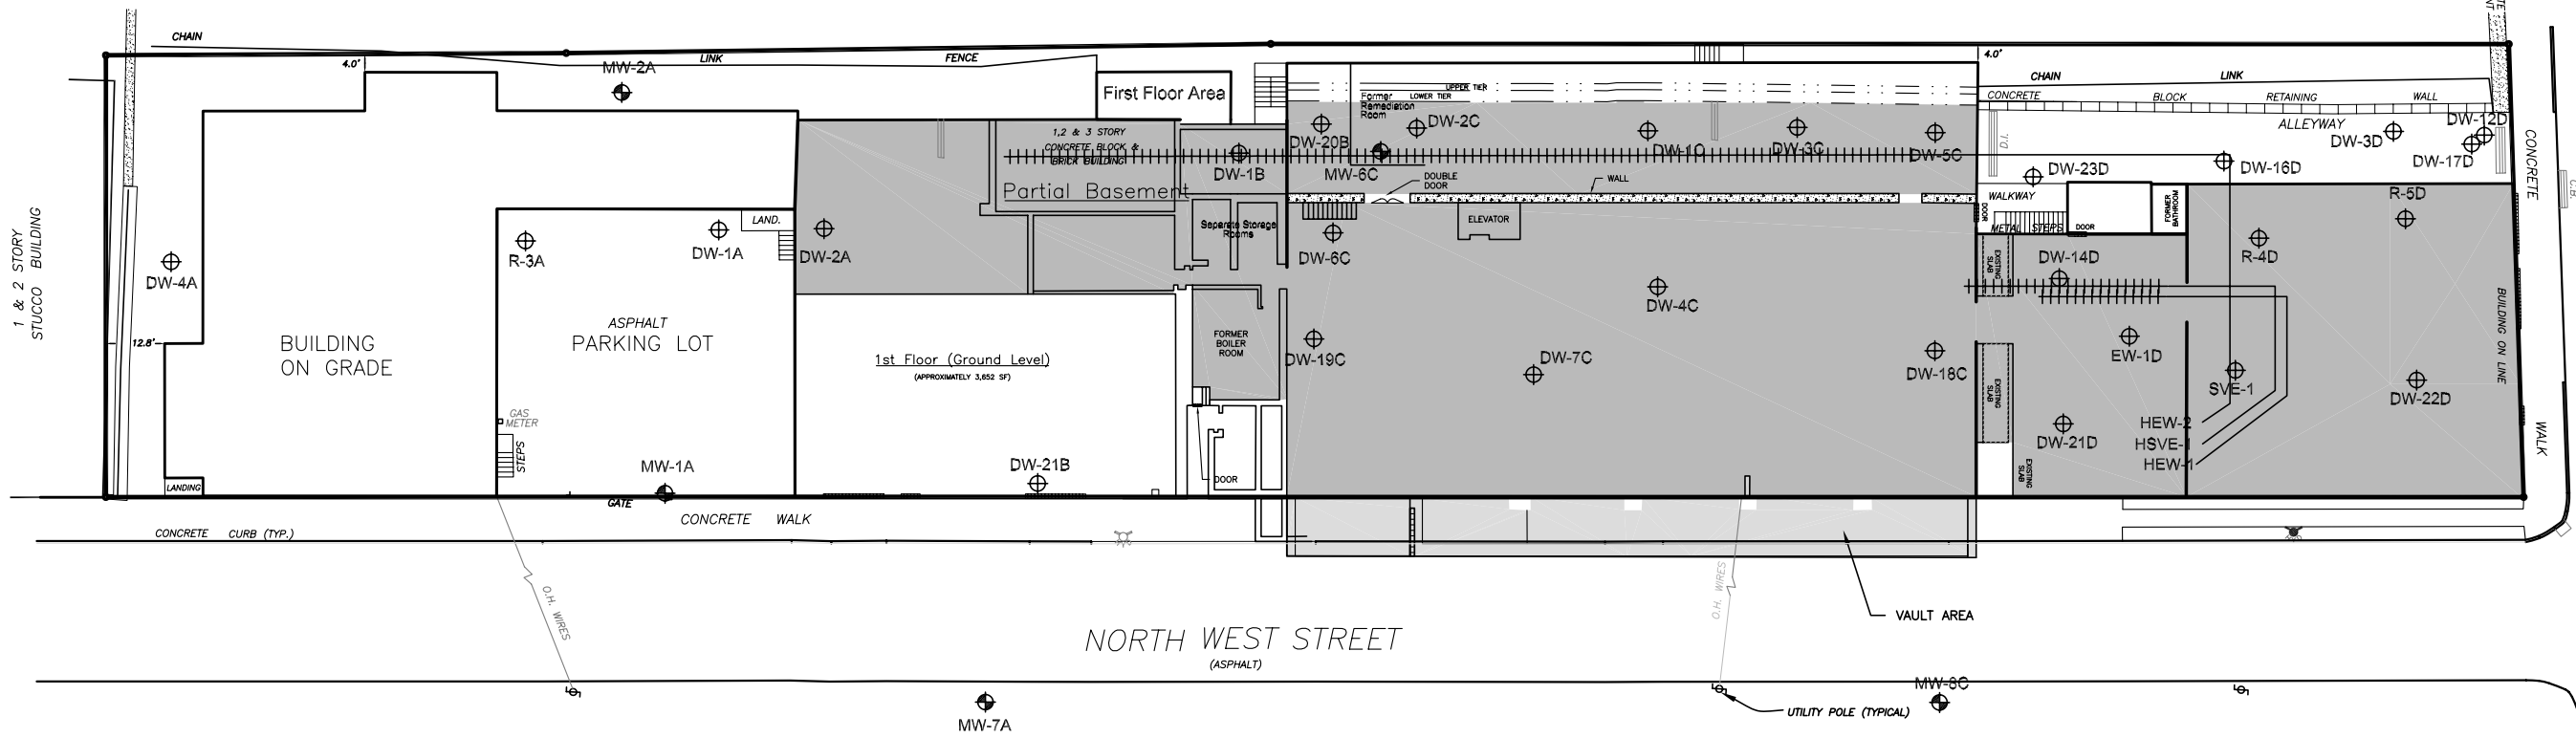 CHAIN
LINK
FENCE
4.0'
MW-2A
First Floor Area
UPPER TIER
LOWER TIER
Former
Remediation
Room
4.0'
CHAIN
LINK
CONCRETE
BLOCK
RETAINING
WALL
ALLEYWAY
DW-12D
DW-3D
DW-17D
CONCRETE
C.B.
1,2 & 3 STORY
CONCRETE BLOCK &
BRICK BUILDING
Partial Basement
DW-1B
DW-20B
DW-2C
MW-6C
DW-1C
DW-3C
DW-5C
DOUBLE
DOOR
WALL
D.I.
DW-23D
DW-16D
WALKWAY
DOOR
METAL STEPS
DOOR
FORMER
BATHROOM
R-5D
R-4D
1 & 2 STORY
STUCCO BUILDING
DW-4A
R-3A
DW-1A
LAND.
DW-2A
Separate Storage
Rooms
DW-6C
ELEVATOR
DW-4C
EXISTING
SLAB
DW-14D
BUILDING ON LINE
12.8'
BUILDING
ON GRADE
ASPHALT
PARKING LOT
1st Floor (Ground Level)
(APPROXIMATELY 3,652 SF)
FORMER
BOILER
ROOM
DW-19C
DW-7C
DW-18C
EXISTING
SLAB
EW-1D
SVE-1
DW-22D
GAS
METER
STEPS
DW-21D
HEW-2
HSVE-1
HEW-1
WALK
LANDING
MW-1A
GATE
DW-21B
DOOR
EXISTING
SLAB
CONCRETE WALK
CONCRETE CURB (TYP.)
O.H. WIRES
O.H. WIRES
VAULT AREA
NORTH WEST STREET
(ASPHALT)
MW-7A
MW-8C
UTILITY POLE (TYPICAL)